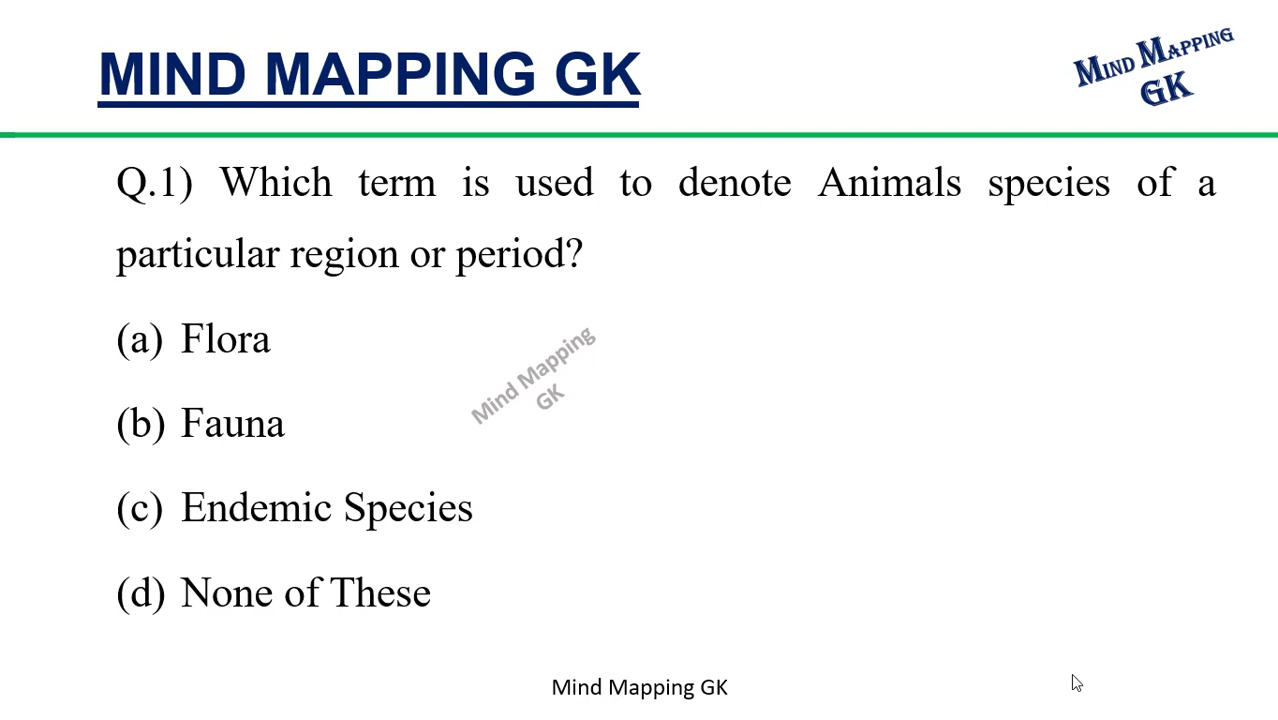 MIND MAPPING GK
MIND MAPPING
GK
Q.1) Which term is used to denote Animals species of a
particular region or period?
(a) Flora
(b) Fauna
(c) Endemic Species
(d) None of These
Mind Mapping
GK
Mind Mapping GK